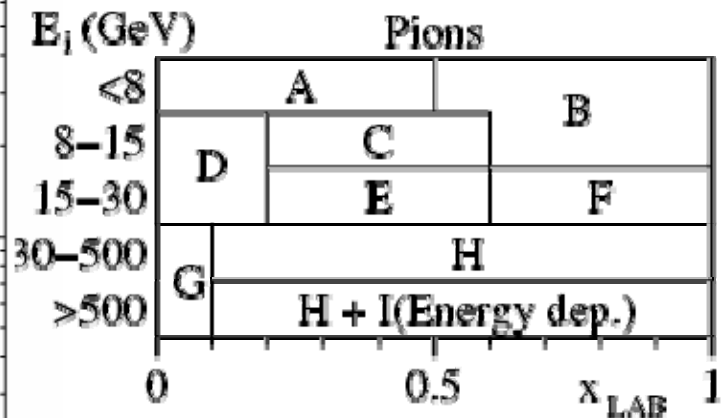 E_i (GeV) Pions
<8 A B
8–15 D C
15–30 E F
30–500 G H
>500 H + I(Energy dep.)
0 0.5 x_LAB 1